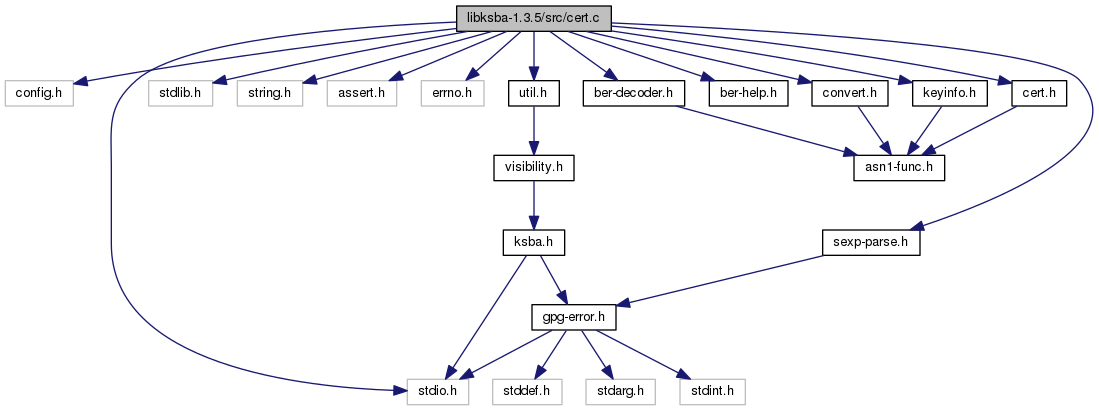 libksba-1.3.5/src/cert.c
config.h
stdlib.h
string.h
assert.h
errno.h
util.h
ber-decoder.h
ber-help.h
convert.h
keyinfo.h
cert.h
visibility.h
asn1-func.h
ksba.h
sexp-parse.h
gpg-error.h
stdio.h
stddef.h
stdarg.h
stdint.h